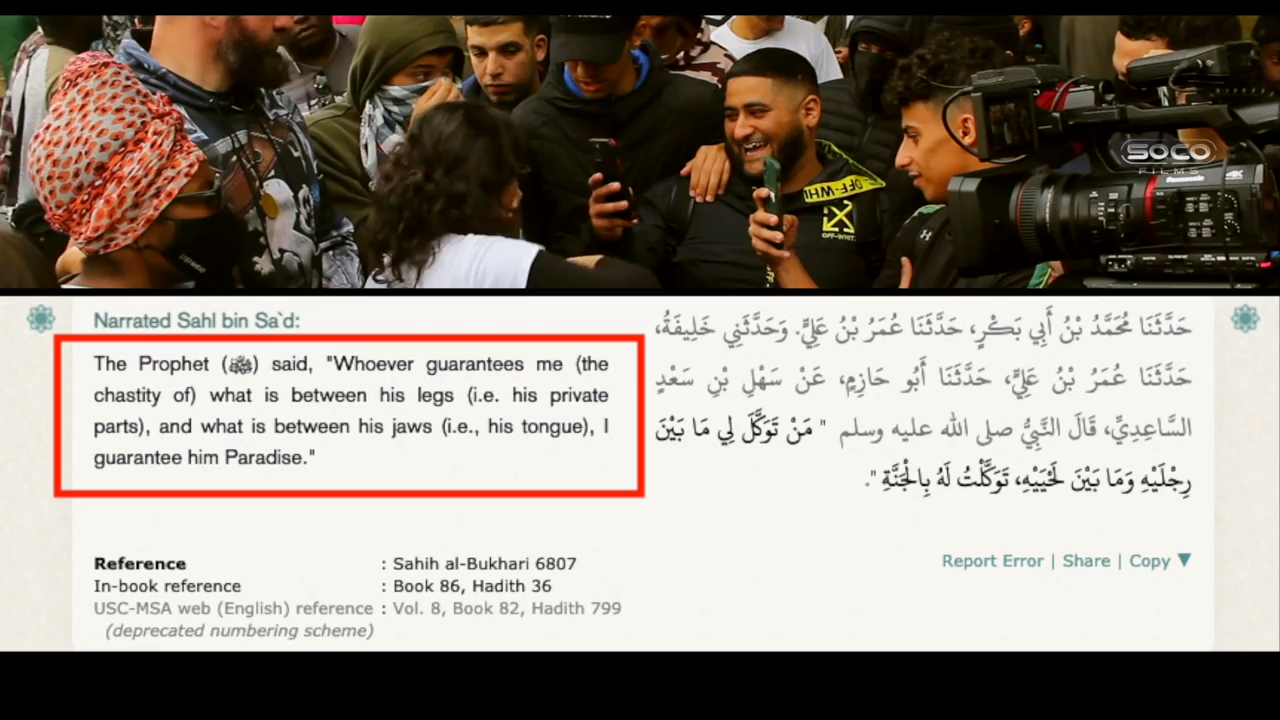 SOCO
FILMS
4K
Panasonic
OFF-WHI
OFF-WHITE
Narrated Sahl bin Sa`d:
The Prophet (ﷺ) said, "Whoever guarantees me (the
chastity of) what is between his legs (i.e. his private
parts), and what is between his jaws (i.e., his tongue), I
guarantee him Paradise."
حَدَّثَنَا مُحَمَّدُ بْنُ أَبِي بَكْرٍ، حَدَّثَنَا عُمَرُ بْنُ عَلِيٍّ. وَحَدَّثَنِي خَلِيفَةُ،
حَدَّثَنَا عُمَرُ بْنُ عَلِيٍّ، حَدَّثَنَا أَبُو حَازِمٍ، عَنْ سَهْلِ بْنِ سَعْدٍ
السَّاعِدِيِّ، قَالَ النَّبِيُّ صلى الله عليه وسلم " مَنْ تَوَكَّلَ لِي مَا بَيْنَ
رِجْلَيْهِ وَمَا بَيْنَ لَحْيَيْهِ، تَوَكَّلْتُ لَهُ بِالْجَنَّةِ ".
Reference : Sahih al-Bukhari 6807
In-book reference : Book 86, Hadith 36
USC-MSA web (English) reference : Vol. 8, Book 82, Hadith 799
(deprecated numbering scheme)
Report Error | Share | Copy ▼